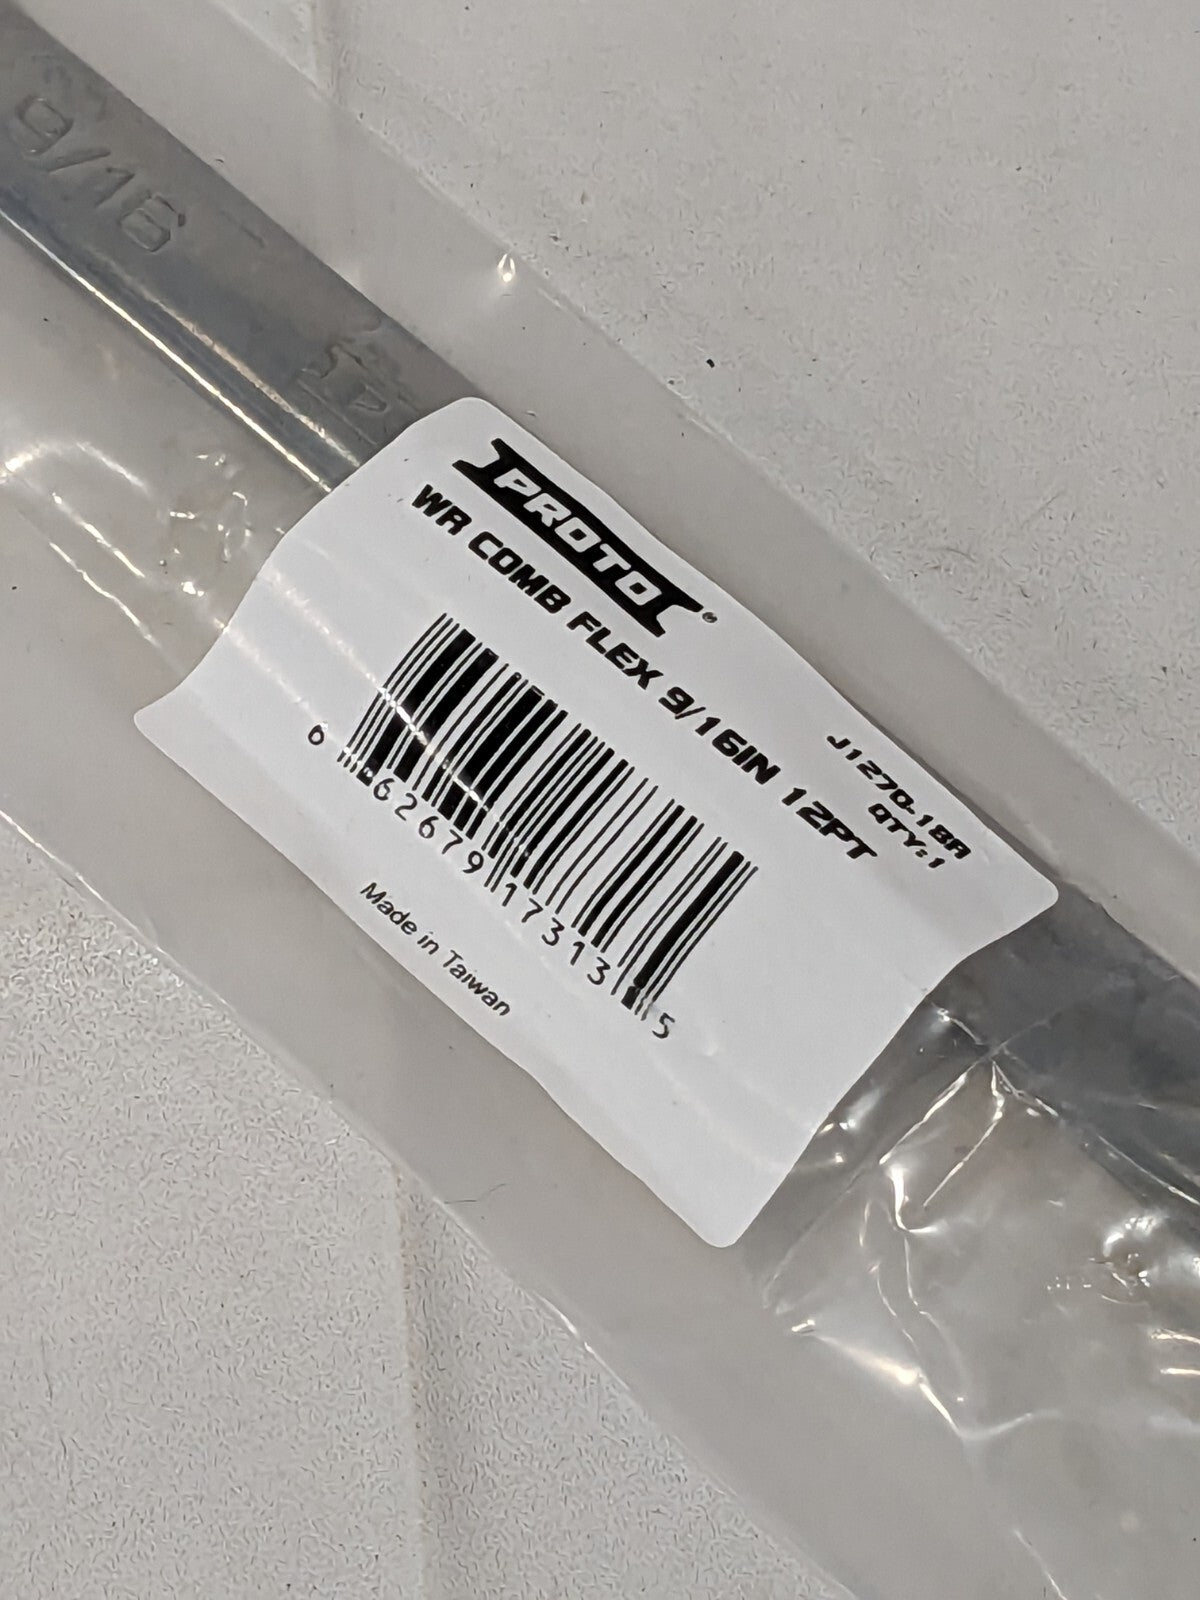 9/16
PROTO®
WR COMB FLEX 9/16IN 12PT
J1270-18A
QTY:1
6 62679 17313 5
Made in Taiwan